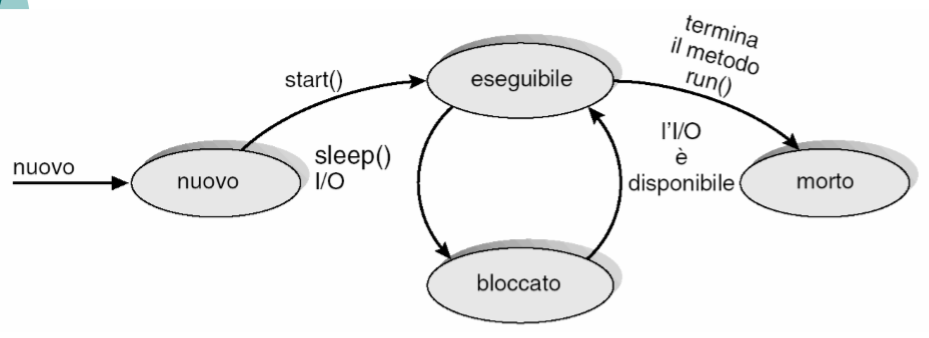 nuovo
nuovo
start()
eseguibile
sleep()
I/O
bloccato
l'I/O
è
disponibile
termina
il metodo
run()
morto